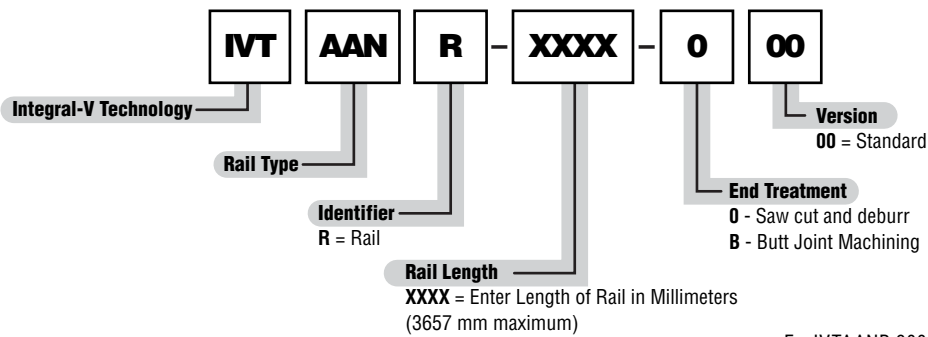 IVT AAN R - XXXX - 0 00
Integral-V Technology
Version
00 = Standard
Rail Type
End Treatment
0 - Saw cut and deburr
B - Butt Joint Machining
Identifier
R = Rail
Rail Length
XXXX = Enter Length of Rail in Millimeters
(3657 mm maximum)